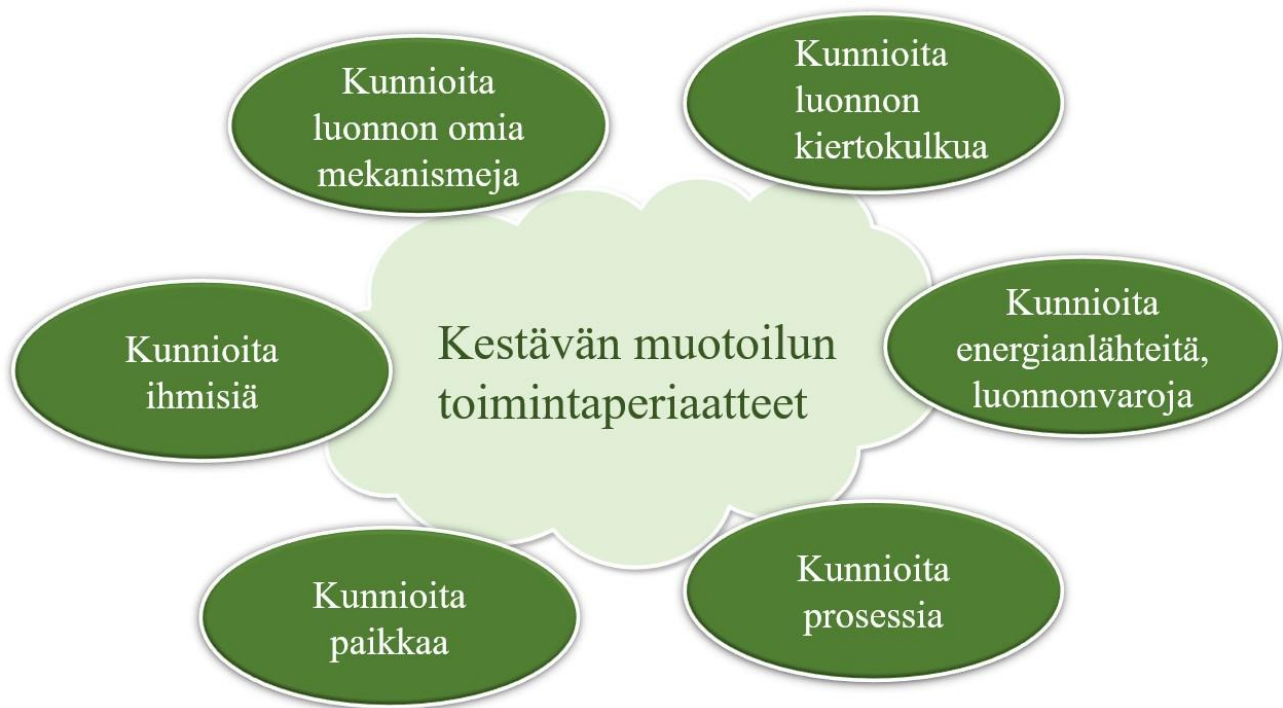 Kunnioita
luonnon omia
mekanismeja
Kunnioita
luonnon
kiertokulkua
Kunnioita
ihmisiä
Kestävän muotoilun
toimintaperiaatteet
Kunnioita
energianlähteitä,
luonnonvaroja
Kunnioita
paikkaa
Kunnioita
prosessia